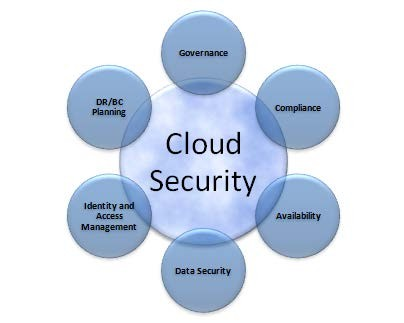 Governance
DR/BC
Planning
Compliance
Cloud
Security
Identity and
Access
Management
Availability
Data Security